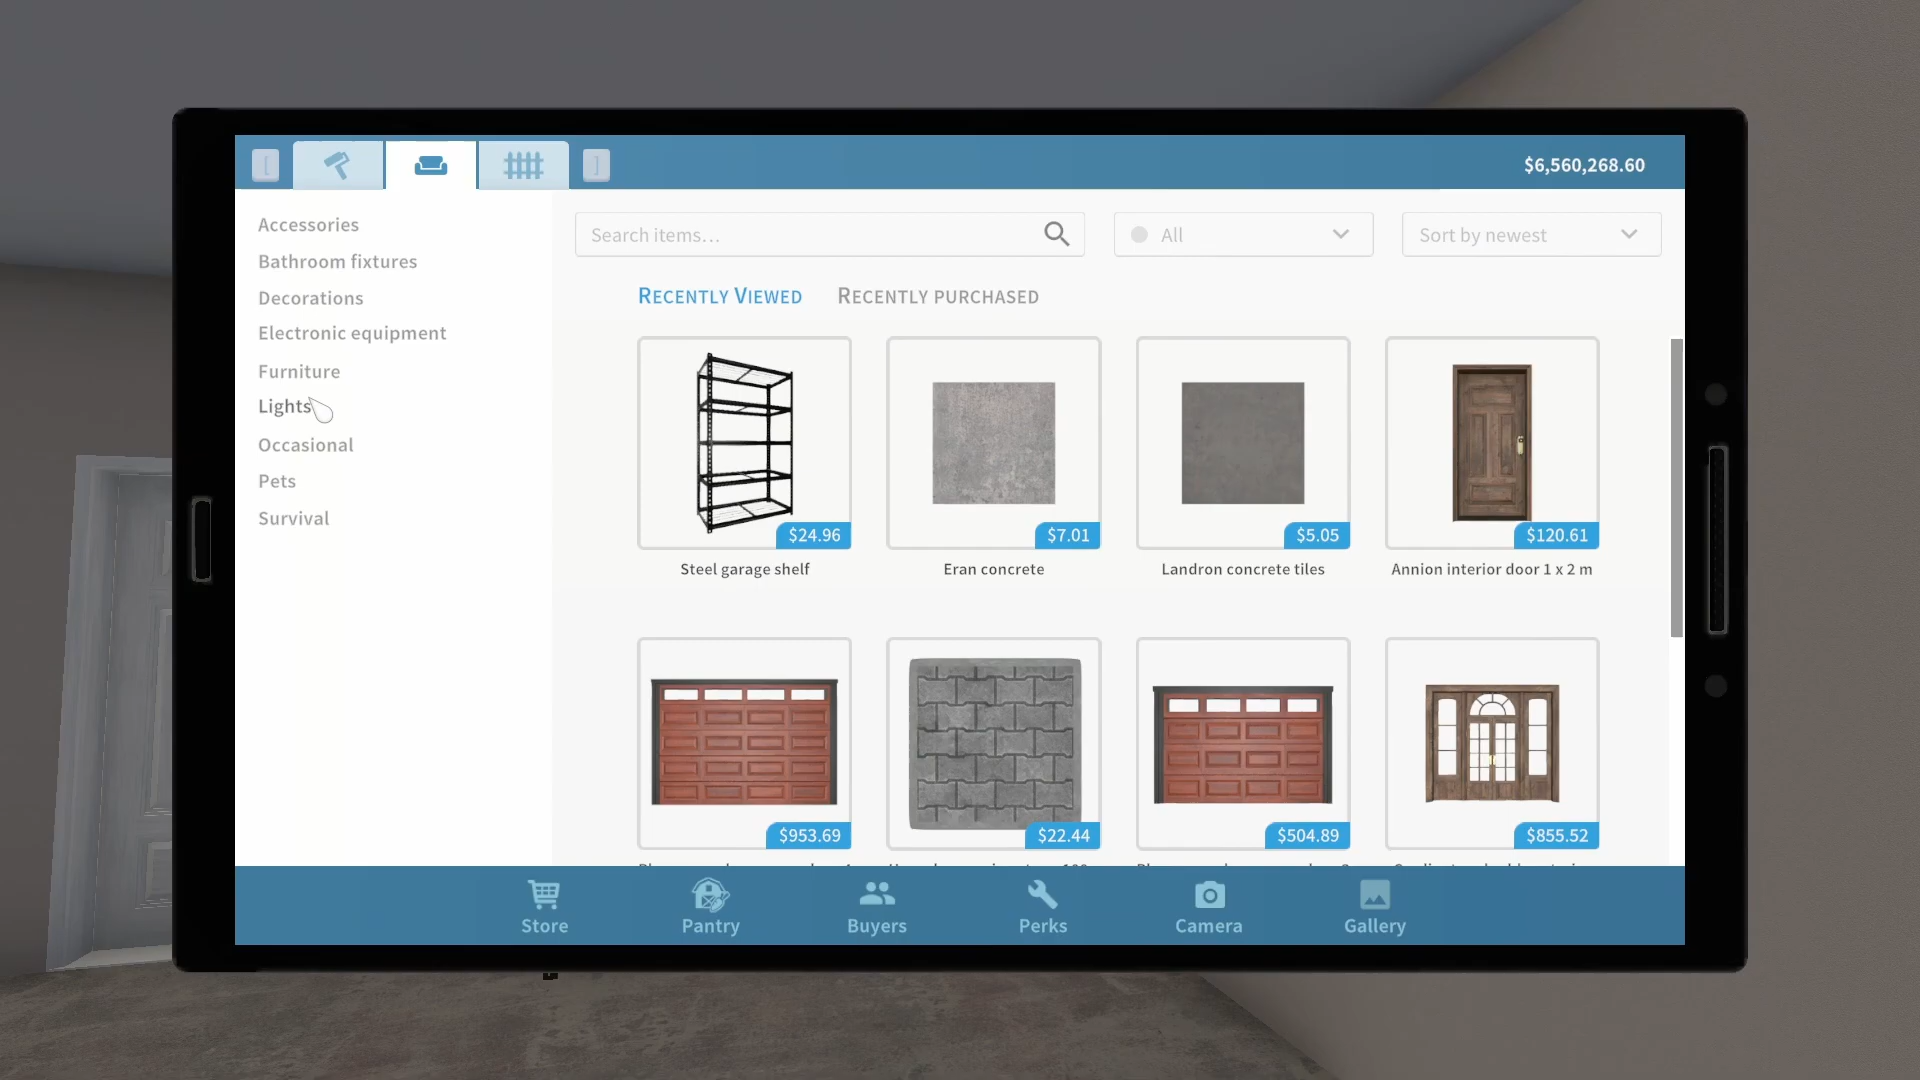 [
]
$6,560,268.60
Accessories
Bathroom fixtures
Decorations
Electronic equipment
Furniture
Lights
Occasional
Pets
Survival
Search items...
All
Sort by newest
RECENTLY VIEWED
RECENTLY PURCHASED
$24.96
$7.01
$5.05
$120.61
Steel garage shelf
Eran concrete
Landron concrete tiles
Annion interior door 1 x 2 m
$953.69
$22.44
$504.89
$855.52
Store
Pantry
Buyers
Perks
Camera
Gallery